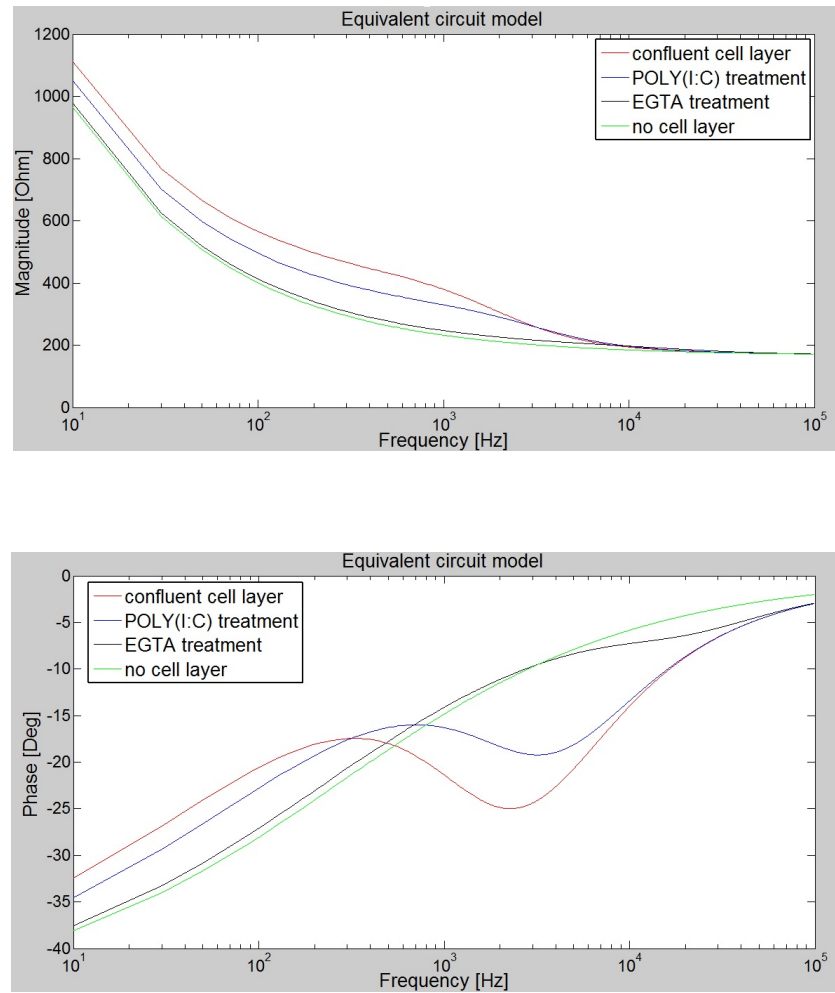 Equivalent circuit model
1200
1000
800
600
400
200
0
Magnitude [Ohm]
confluent cell layer
POLY(I:C) treatment
EGTA treatment
no cell layer
10^1
10^2
10^3
10^4
10^5
Frequency [Hz]
Equivalent circuit model
0
-5
-10
-15
-20
-25
-30
-35
-40
Phase [Deg]
confluent cell layer
POLY(I:C) treatment
EGTA treatment
no cell layer
10^1
10^2
10^3
10^4
10^5
Frequency [Hz]